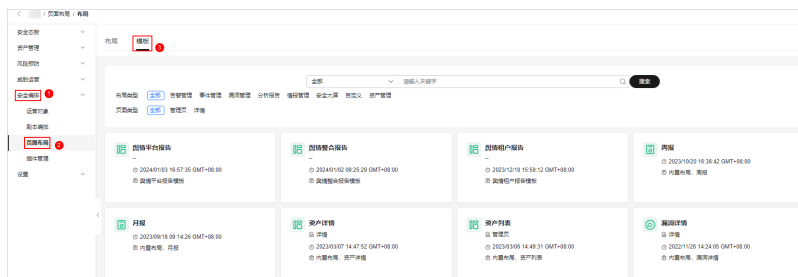 / 页面布局 / 布局
安全态势
资产管理
风险预防
威胁运营
安全编排 1
运营对象
剧本编排
页面布局 2
插件管理
设置
布局 模板 3
全部 请输入关键字 搜索
布局类型 全部 告警管理 事件管理 漏洞管理 分析报告 情报管理 安全大屏 自定义 资产管理
页面类型 全部 管理页 详情
舆情平台报告
--
2024/01/03 16:57:35 GMT+08:00
舆情平台报告模板
舆情整合报告
--
2024/01/02 09:25:29 GMT+08:00
舆情整合报告模板
舆情租户报告
--
2023/12/18 15:59:12 GMT+08:00
舆情租户报告模板
周报
2023/10/20 16:36:42 GMT+08:00
内置布局，周报
月报
2023/09/18 09:14:26 GMT+08:00
内置布局，月报
资产详情
详情
2023/03/07 14:47:52 GMT+08:00
内置布局，资产详情
资产列表
管理页
2023/03/06 14:49:31 GMT+08:00
内置布局，资产列表
漏洞详情
详情
2022/11/26 14:24:05 GMT+08:00
内置布局，漏洞详情